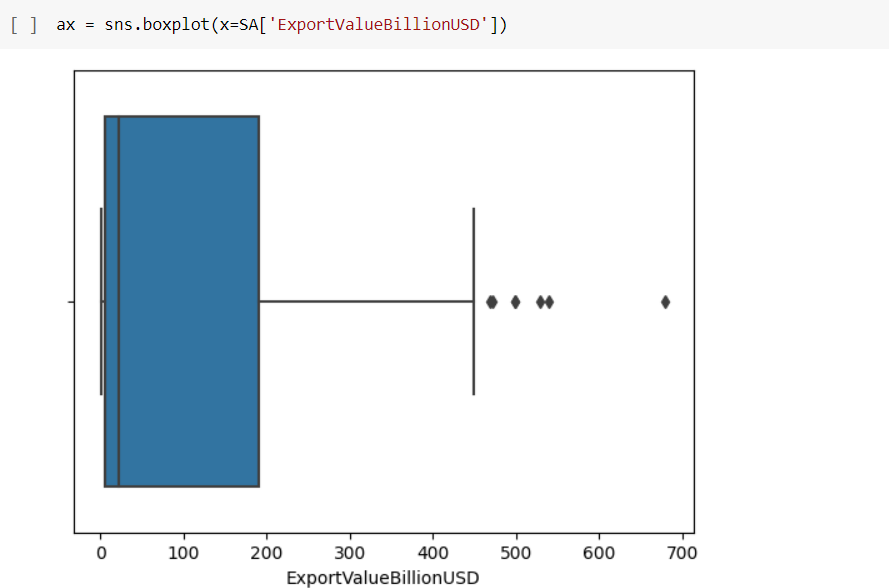 [ ] ax = sns.boxplot(x=SA['ExportValueBillionUSD'])
0 100 200 300 400 500 600 700
ExportValueBillionUSD